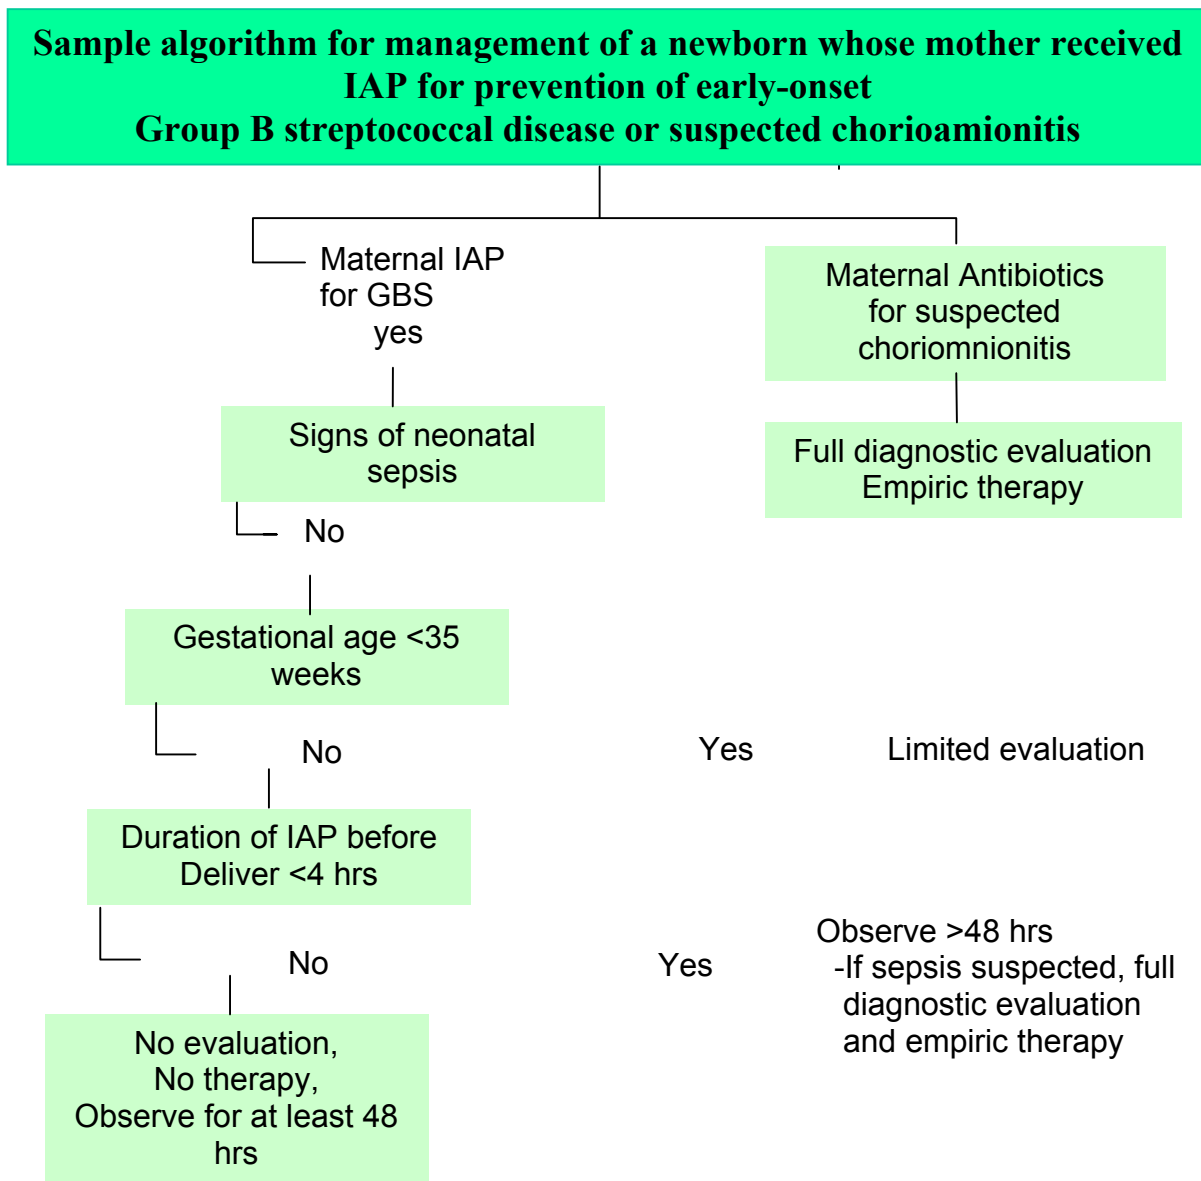 Sample algorithm for management of a newborn whose mother received
IAP for prevention of early-onset
Group B streptococcal disease or suspected chorioamionitis
Maternal IAP
for GBS
yes
Maternal Antibiotics
for suspected
choriomnionitis
Signs of neonatal
sepsis
Full diagnostic evaluation
Empiric therapy
No
Gestational age <35
weeks
No
Yes
Limited evaluation
Duration of IAP before
Deliver <4 hrs
No
Yes
Observe >48 hrs
-If sepsis suspected, full
diagnostic evaluation
and empiric therapy
No evaluation,
No therapy,
Observe for at least 48
hrs